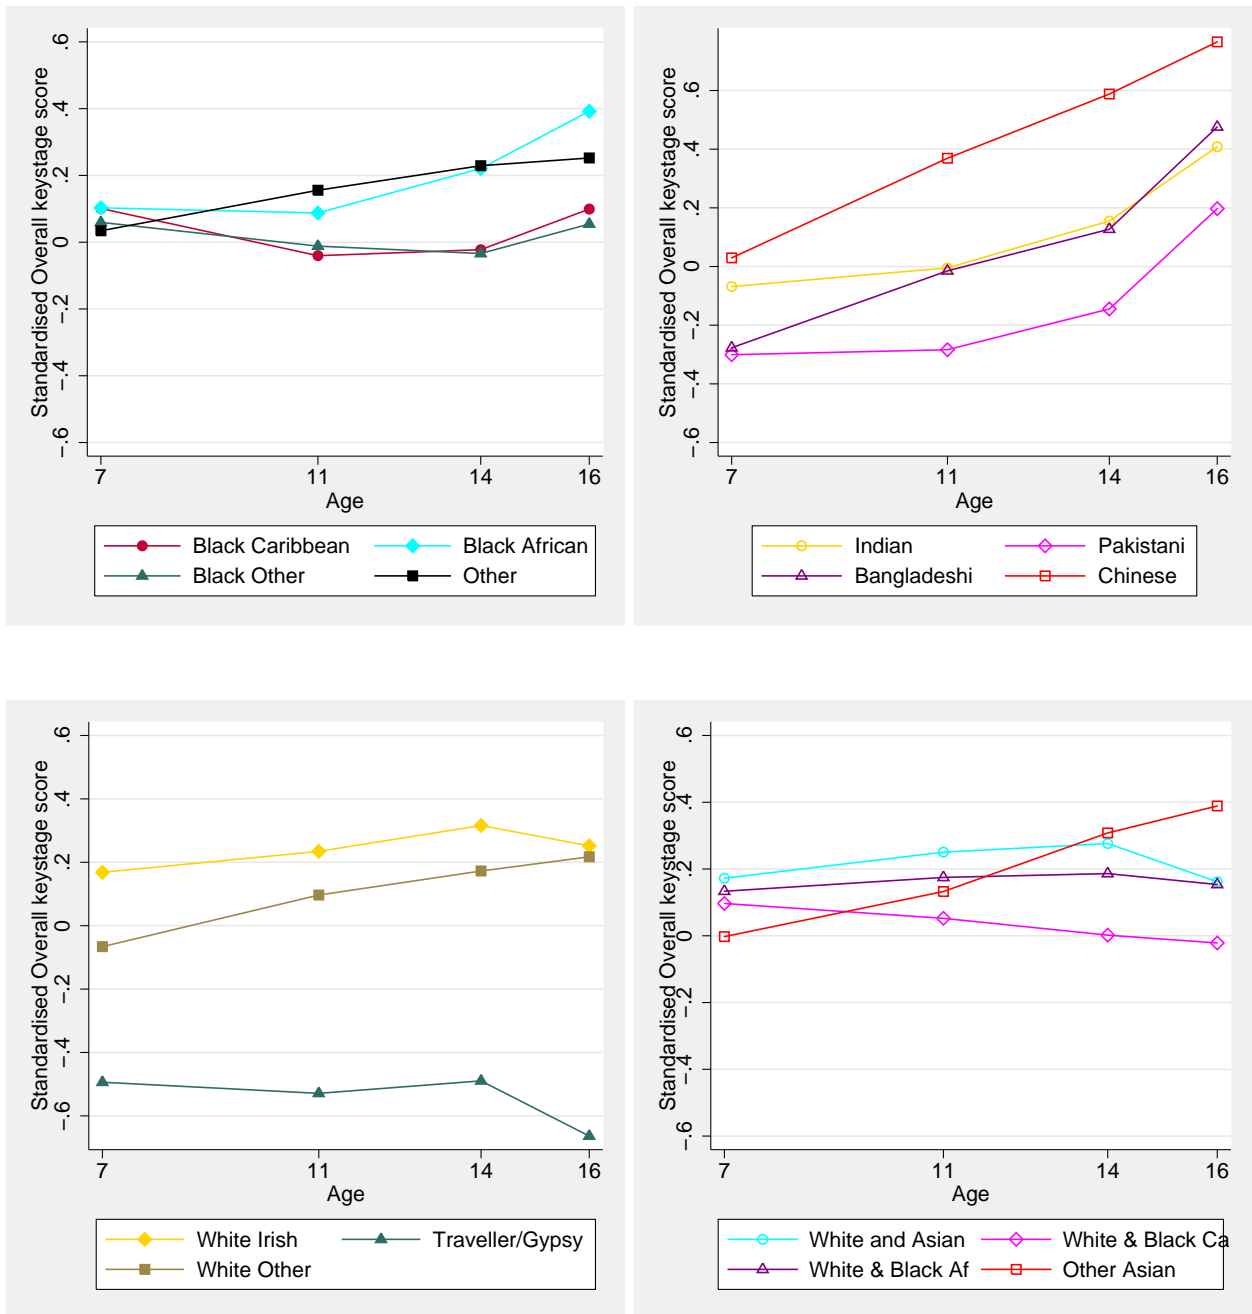 Standardised Overall keystage score
.6
.4
.2
0
−.2
−.4
−.6
7 11 14 16
Age
Black Caribbean Black African
Black Other Other
Standardised Overall keystage score
.6
.4
.2
0
−.2
−.4
−.6
7 11 14 16
Age
Indian Pakistani
Bangladeshi Chinese
Standardised Overall keystage score
.6
.4
.2
0
−.2
−.4
−.6
7 11 14 16
Age
White Irish Traveller/Gypsy
White Other
Standardised Overall keystage score
.6
.4
.2
0
−.2
−.4
−.6
7 11 14 16
Age
White and Asian White & Black Ca
White & Black Af Other Asian